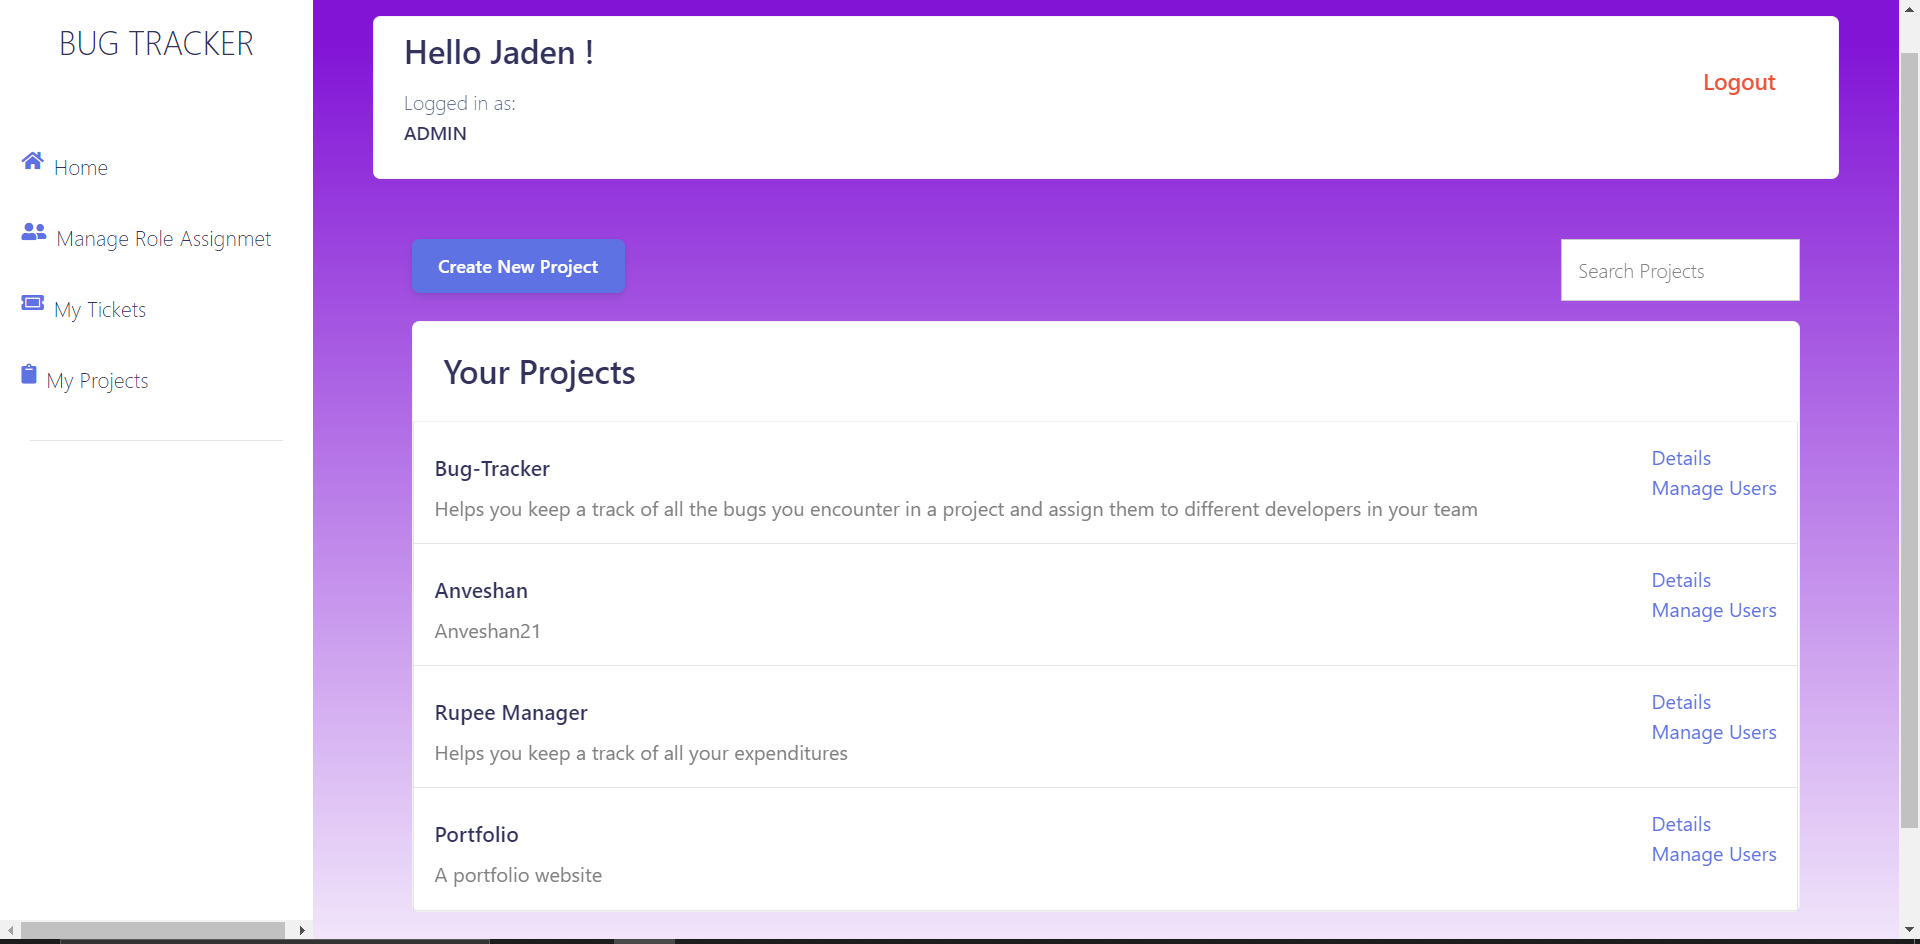 BUG TRACKER
Home
Manage Role Assignmet
My Tickets
My Projects
Hello Jaden !
Logged in as:
ADMIN
Logout
Create New Project
Search Projects
Your Projects
Bug-Tracker
Helps you keep a track of all the bugs you encounter in a project and assign them to different developers in your team
Details
Manage Users
Anveshan
Anveshan21
Details
Manage Users
Rupee Manager
Helps you keep a track of all your expenditures
Details
Manage Users
Portfolio
A portfolio website
Details
Manage Users